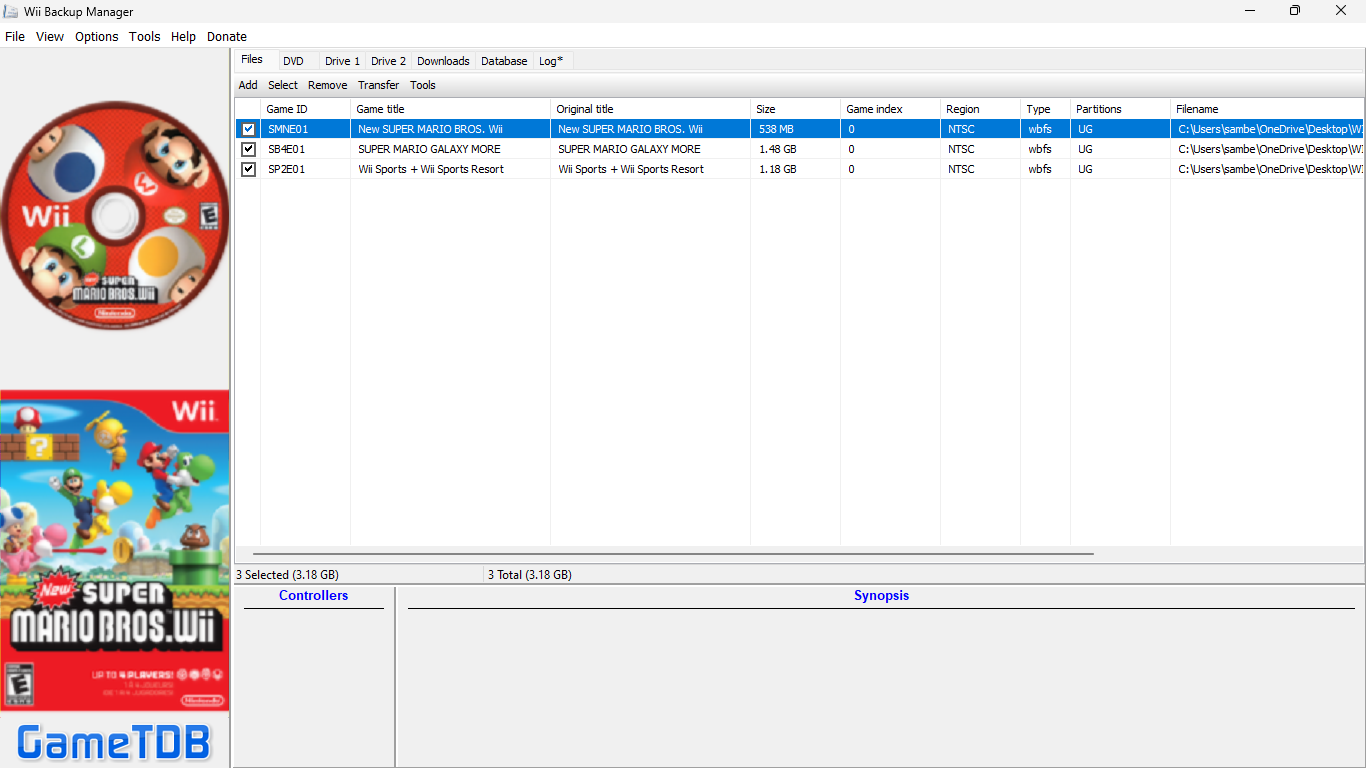 Wii Backup Manager
File View Options Tools Help Donate
Files DVD Drive 1 Drive 2 Downloads Database Log*
Add Select Remove Transfer Tools
Game ID Game title Original title Size Game index Region Type Partitions Filename
SMNE01 New SUPER MARIO BROS. Wii New SUPER MARIO BROS. Wii 538 MB 0 NTSC wbfs UG C:\Users\sambe\OneDrive\Desktop\W
SB4E01 SUPER MARIO GALAXY MORE SUPER MARIO GALAXY MORE 1.48 GB 0 NTSC wbfs UG C:\Users\sambe\OneDrive\Desktop\W
SP2E01 Wii Sports + Wii Sports Resort Wii Sports + Wii Sports Resort 1.18 GB 0 NTSC wbfs UG C:\Users\sambe\OneDrive\Desktop\W
3 Selected (3.18 GB) 3 Total (3.18 GB)
Controllers Synopsis
Wii
E
new SUPER
MARIO BROS.Wii
Nintendo
Wii
New SUPER
MARIO BROS.Wii
E
UP TO 4 PLAYERS!
Nintendo
GameTDB